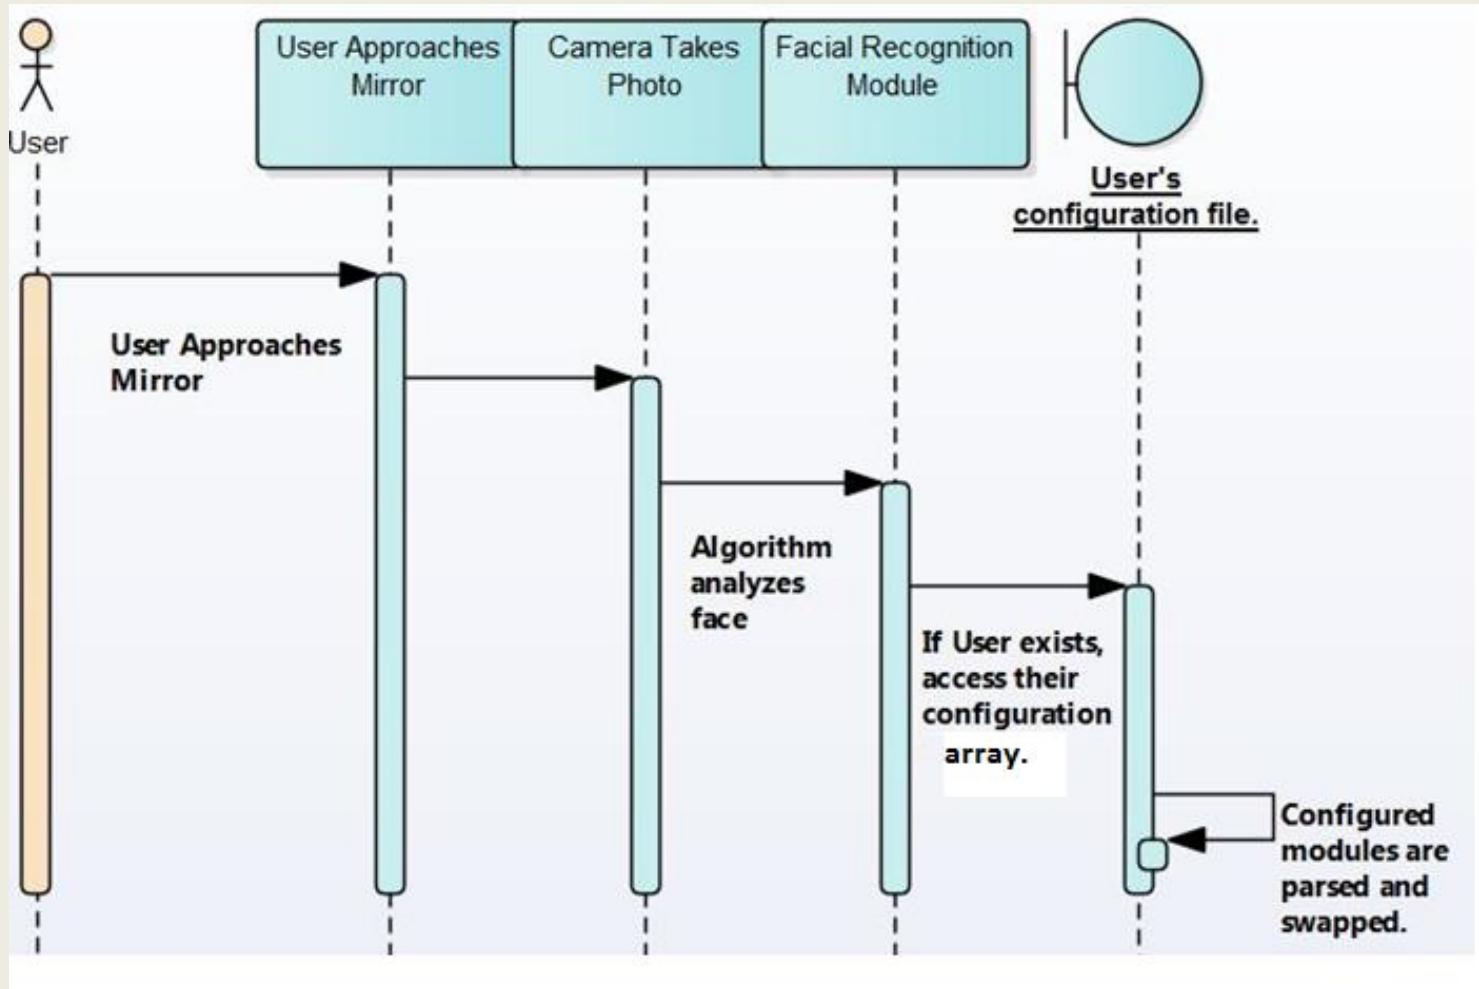 User
User Approaches
Mirror
Camera Takes
Photo
Facial Recognition
Module
User's
configuration file.
User Approaches
Mirror
Algorithm
analyzes
face
If User exists,
access their
configuration
array.
Configured
modules are
parsed and
swapped.